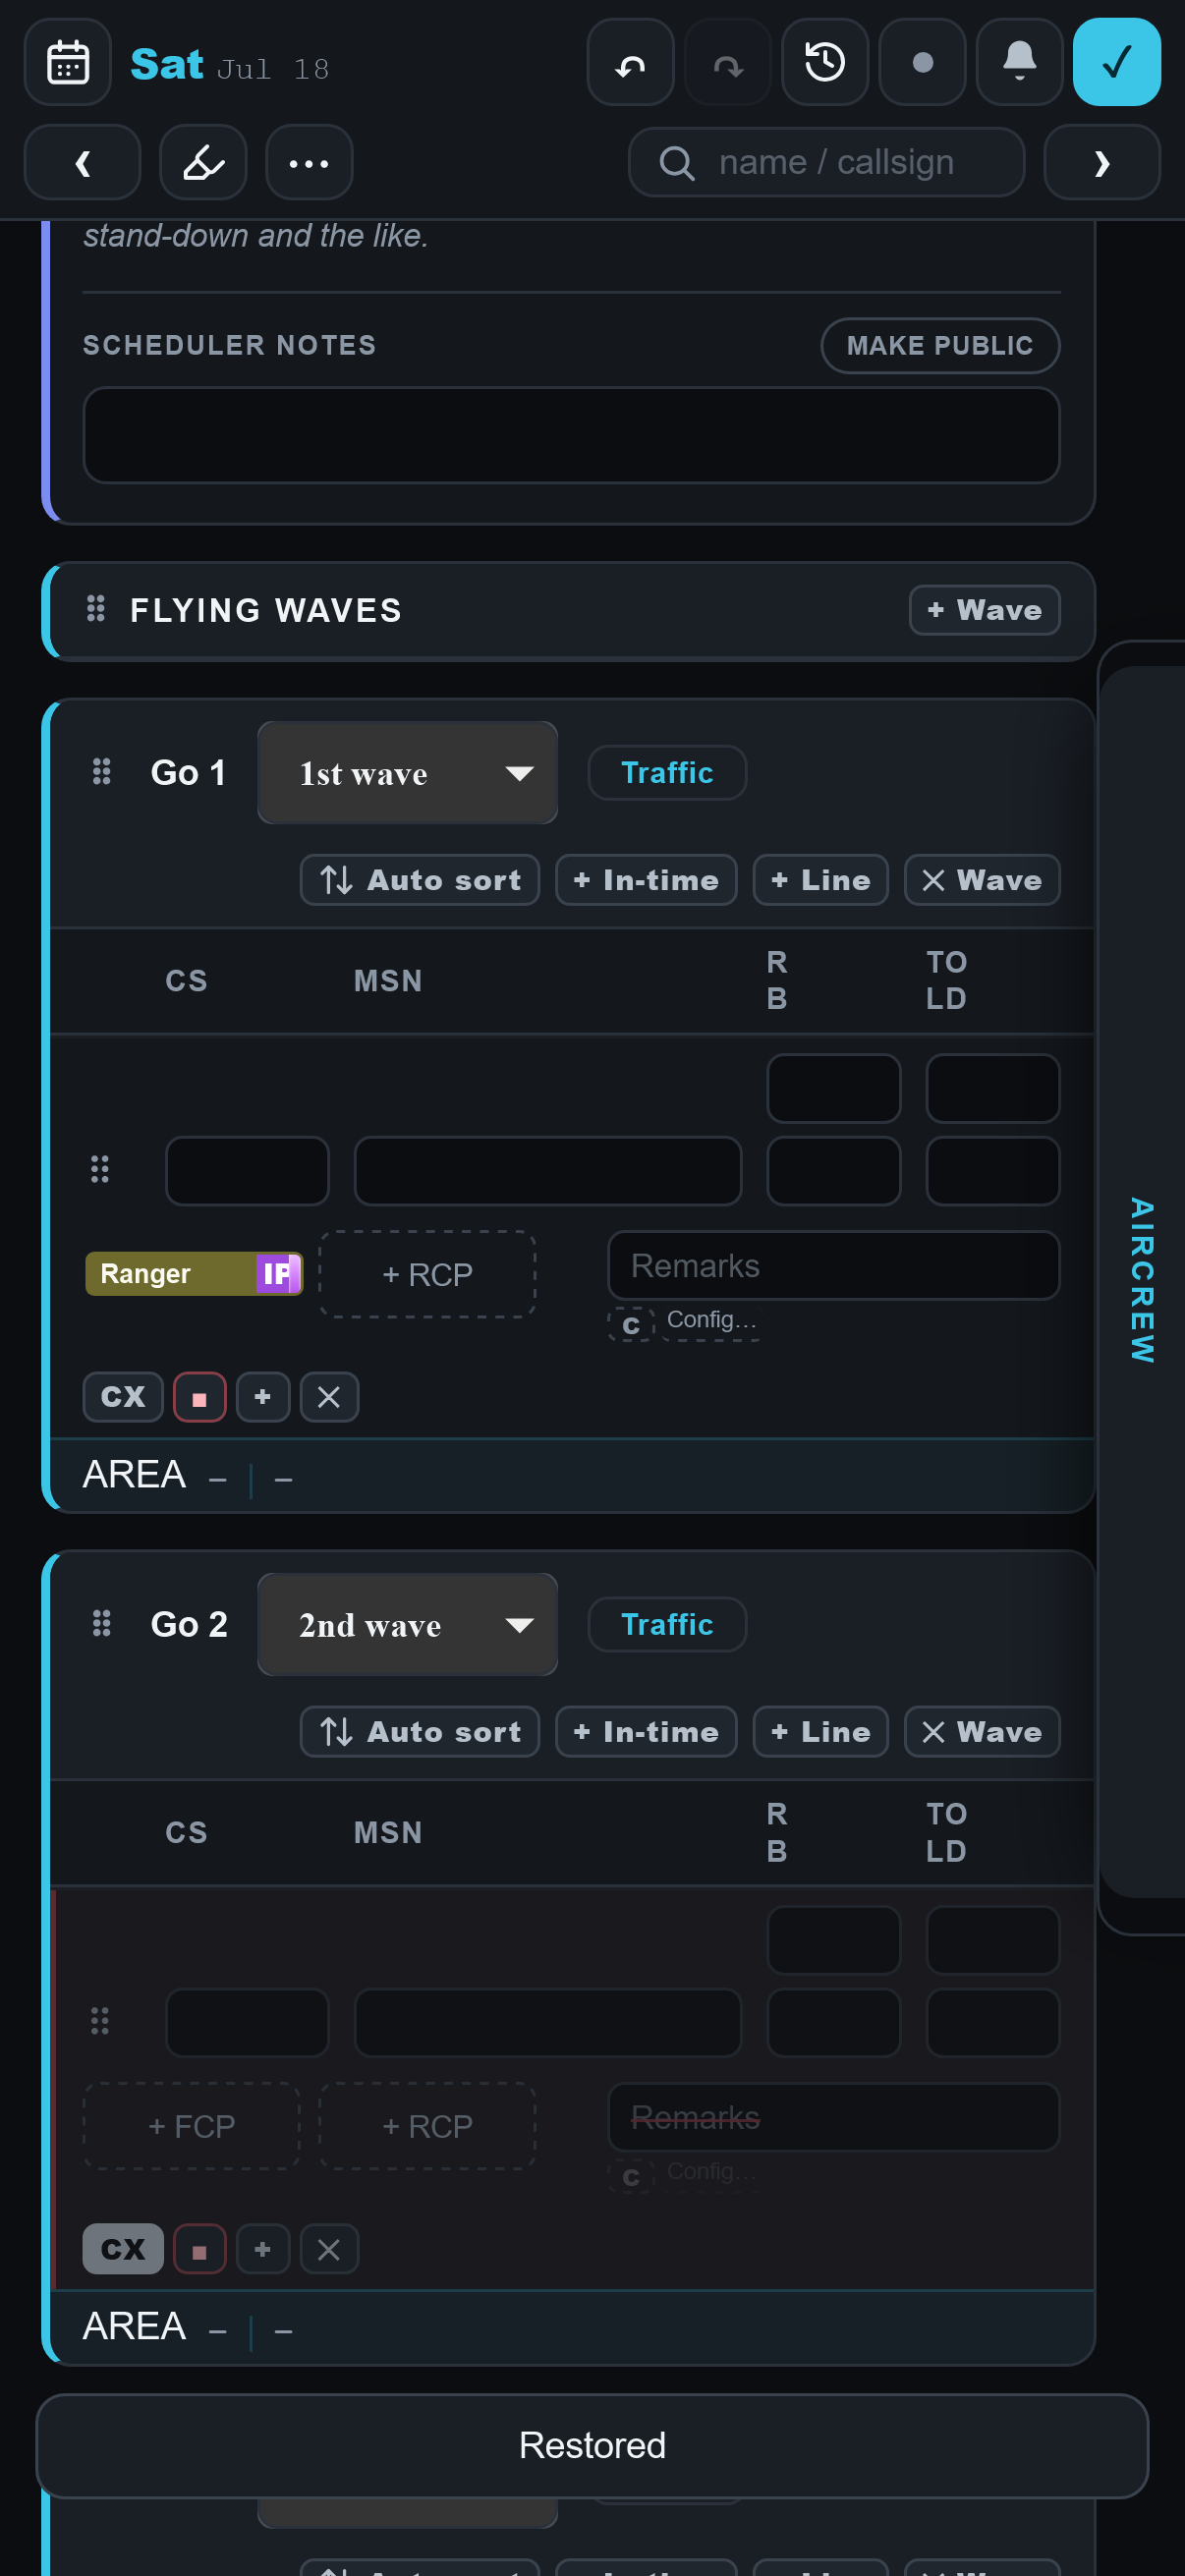 Sat Jul 18
name / callsign
stand-down and the like.
SCHEDULER NOTES
MAKE PUBLIC
FLYING WAVES
+ Wave
Go 1
1st wave
Traffic
Auto sort
+ In-time
+ Line
× Wave
CS
MSN
R
B
TO
LD
Ranger
IP
+ RCP
Remarks
C
Config...
CX
+
×
AREA – | –
AIRCREW
Go 2
2nd wave
Traffic
Auto sort
+ In-time
+ Line
× Wave
CS
MSN
R
B
TO
LD
+ FCP
+ RCP
Remarks
C
Config...
CX
+
×
AREA – | –
Restored